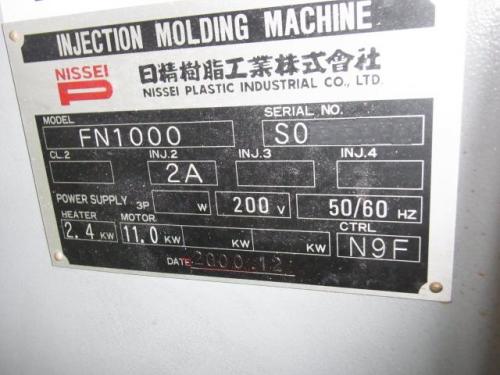 INJECTION MOLDING MACHINE
NISSEI
日精樹脂工業株式會社
NISSEI PLASTIC INDUSTRIAL CO., LTD.
MODEL SERIAL NO.
FN1000 S0
CL.2 INJ.2 INJ.3 INJ.4
2A
POWER SUPPLY 3P W 200 V 50/60 HZ
HEATER MOTOR CTRL
2.4 KW 11.0 KW KW KW N9F
DATE 2000.12